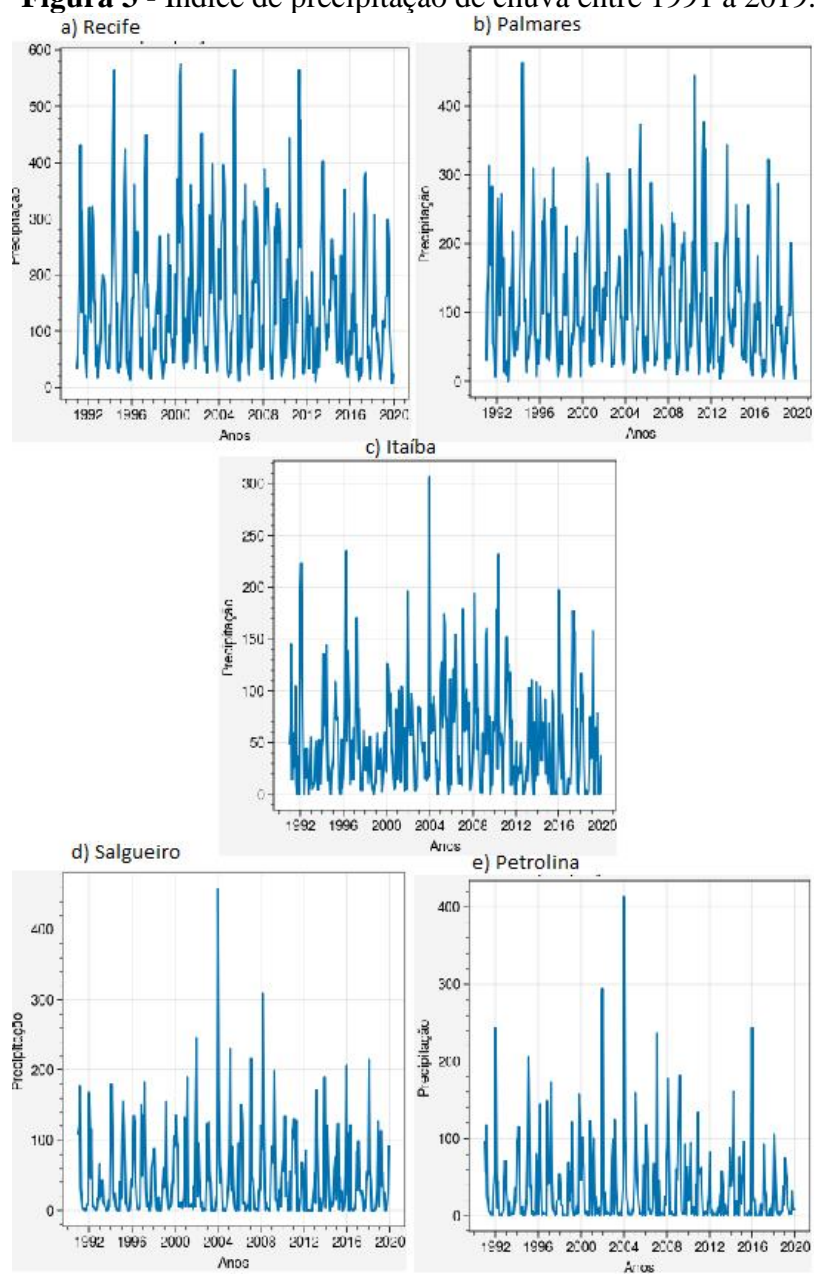 Figura 3 - Índice de precipitação de chuva entre 1991 a 2019.
a) Recife
b) Palmares
600
500
400
300
200
100
0
Precipitação
1992 1996 2000 2004 2008 2012 2016 2020
Anos
400
300
200
100
0
Precipitação
1992 1996 2000 2004 2008 2012 2016 2020
Anos
c) Itaíba
300
250
200
150
100
50
0
Precipitação
1992 1996 2000 2004 2008 2012 2016 2020
Anos
d) Salgueiro
e) Petrolina
400
300
200
100
0
Precipitação
1992 1996 2000 2004 2008 2012 2016 2020
Anos
400
300
200
100
0
Precipitação
1992 1996 2000 2004 2008 2012 2016 2020
Anos